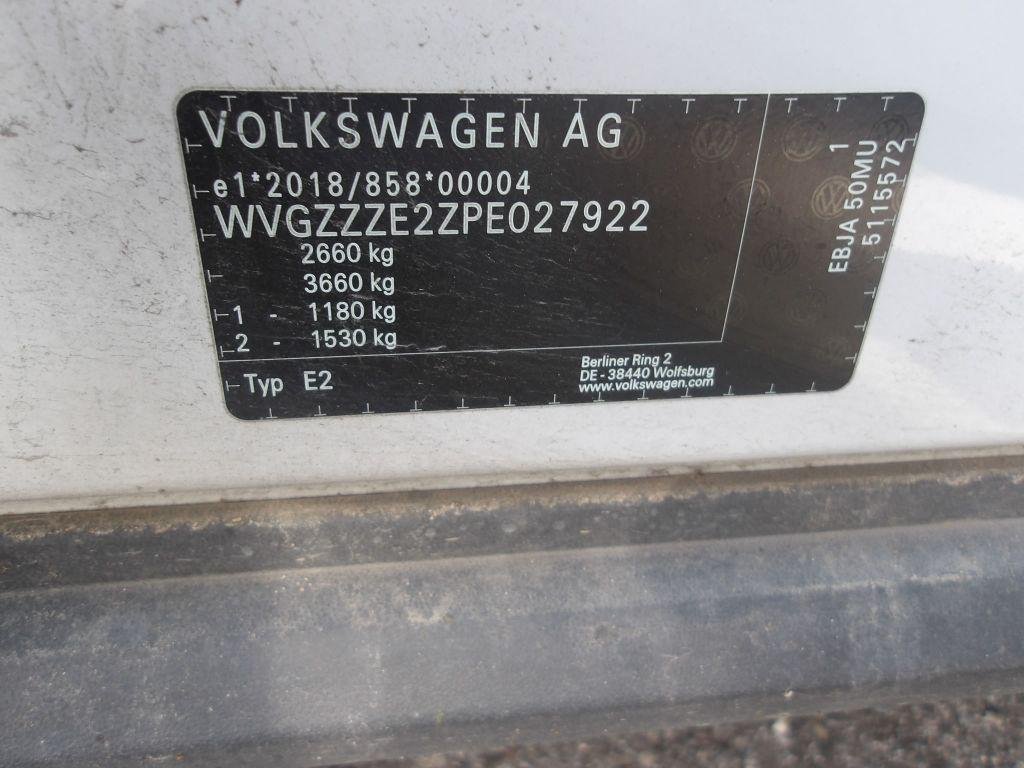 VOLKSWAGEN AG
e1*2018/858*00004
WVGZZZE2ZPE027922
2660 kg
3660 kg
1 - 1180 kg
2 - 1530 kg
Typ E2
Berliner Ring 2
DE - 38440 Wolfsburg
www.volkswagen.com
EBJA 50MU 1
5115572